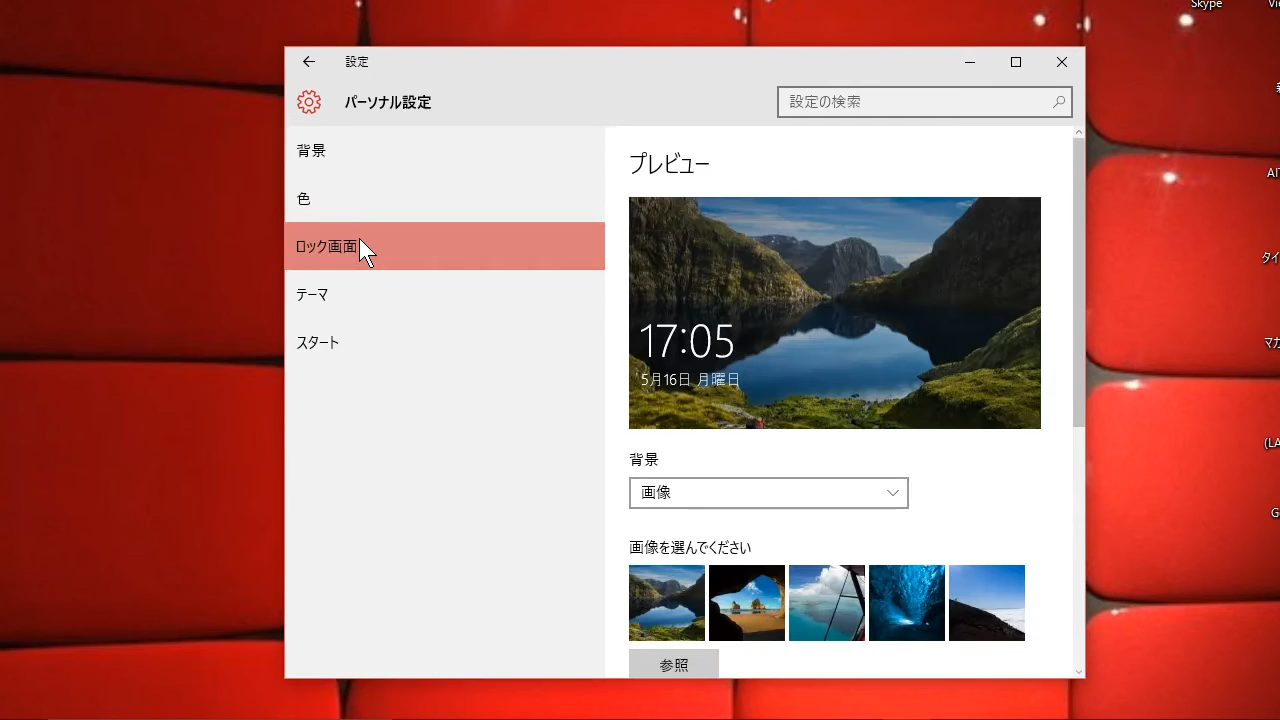 Skype
設定
パーソナル設定
設定の検索
背景
色
ロック画面
テーマ
スタート
プレビュー
17:05
5月16日 月曜日
背景
画像
画像を選んでください
参照